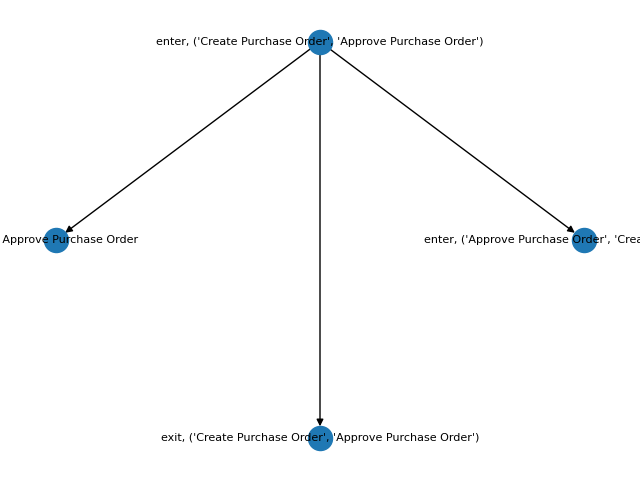 enter, ('Create Purchase Order', 'Approve Purchase Order')
Approve Purchase Order
enter, ('Approve Purchase Order', 'Crea
exit, ('Create Purchase Order', 'Approve Purchase Order')